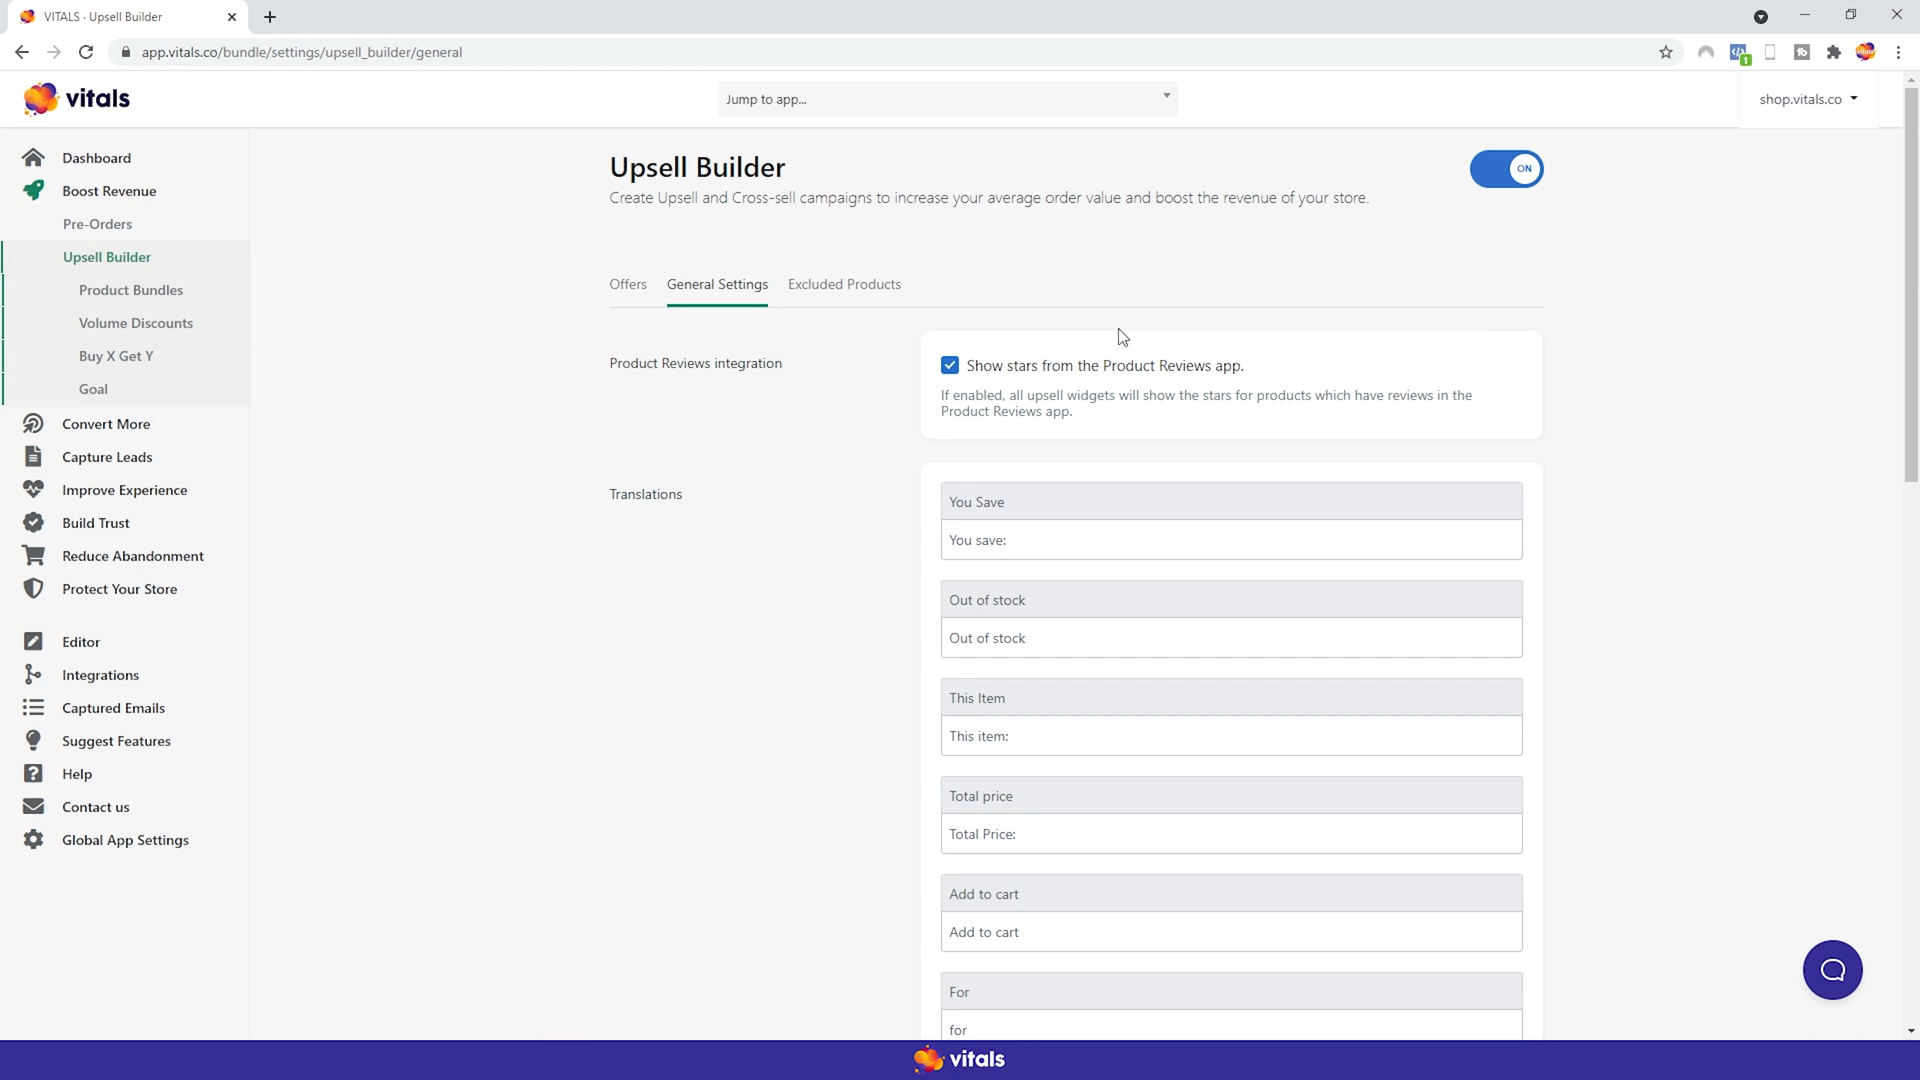 VITALS · Upsell Builder
app.vitals.co/bundle/settings/upsell_builder/general
1
vitals
Jump to app...
shop.vitals.co
Dashboard
Boost Revenue
Pre-Orders
Upsell Builder
Product Bundles
Volume Discounts
Buy X Get Y
Goal
Convert More
Capture Leads
Improve Experience
Build Trust
Reduce Abandonment
Protect Your Store
Editor
Integrations
Captured Emails
Suggest Features
Help
Contact us
Global App Settings
Upsell Builder
ON
Create Upsell and Cross-sell campaigns to increase your average order value and boost the revenue of your store.
Offers General Settings Excluded Products
Product Reviews integration
Show stars from the Product Reviews app.
If enabled, all upsell widgets will show the stars for products which have reviews in the
Product Reviews app.
Translations
You Save
You save:
Out of stock
Out of stock
This Item
This item:
Total price
Total Price:
Add to cart
Add to cart
For
for
vitals